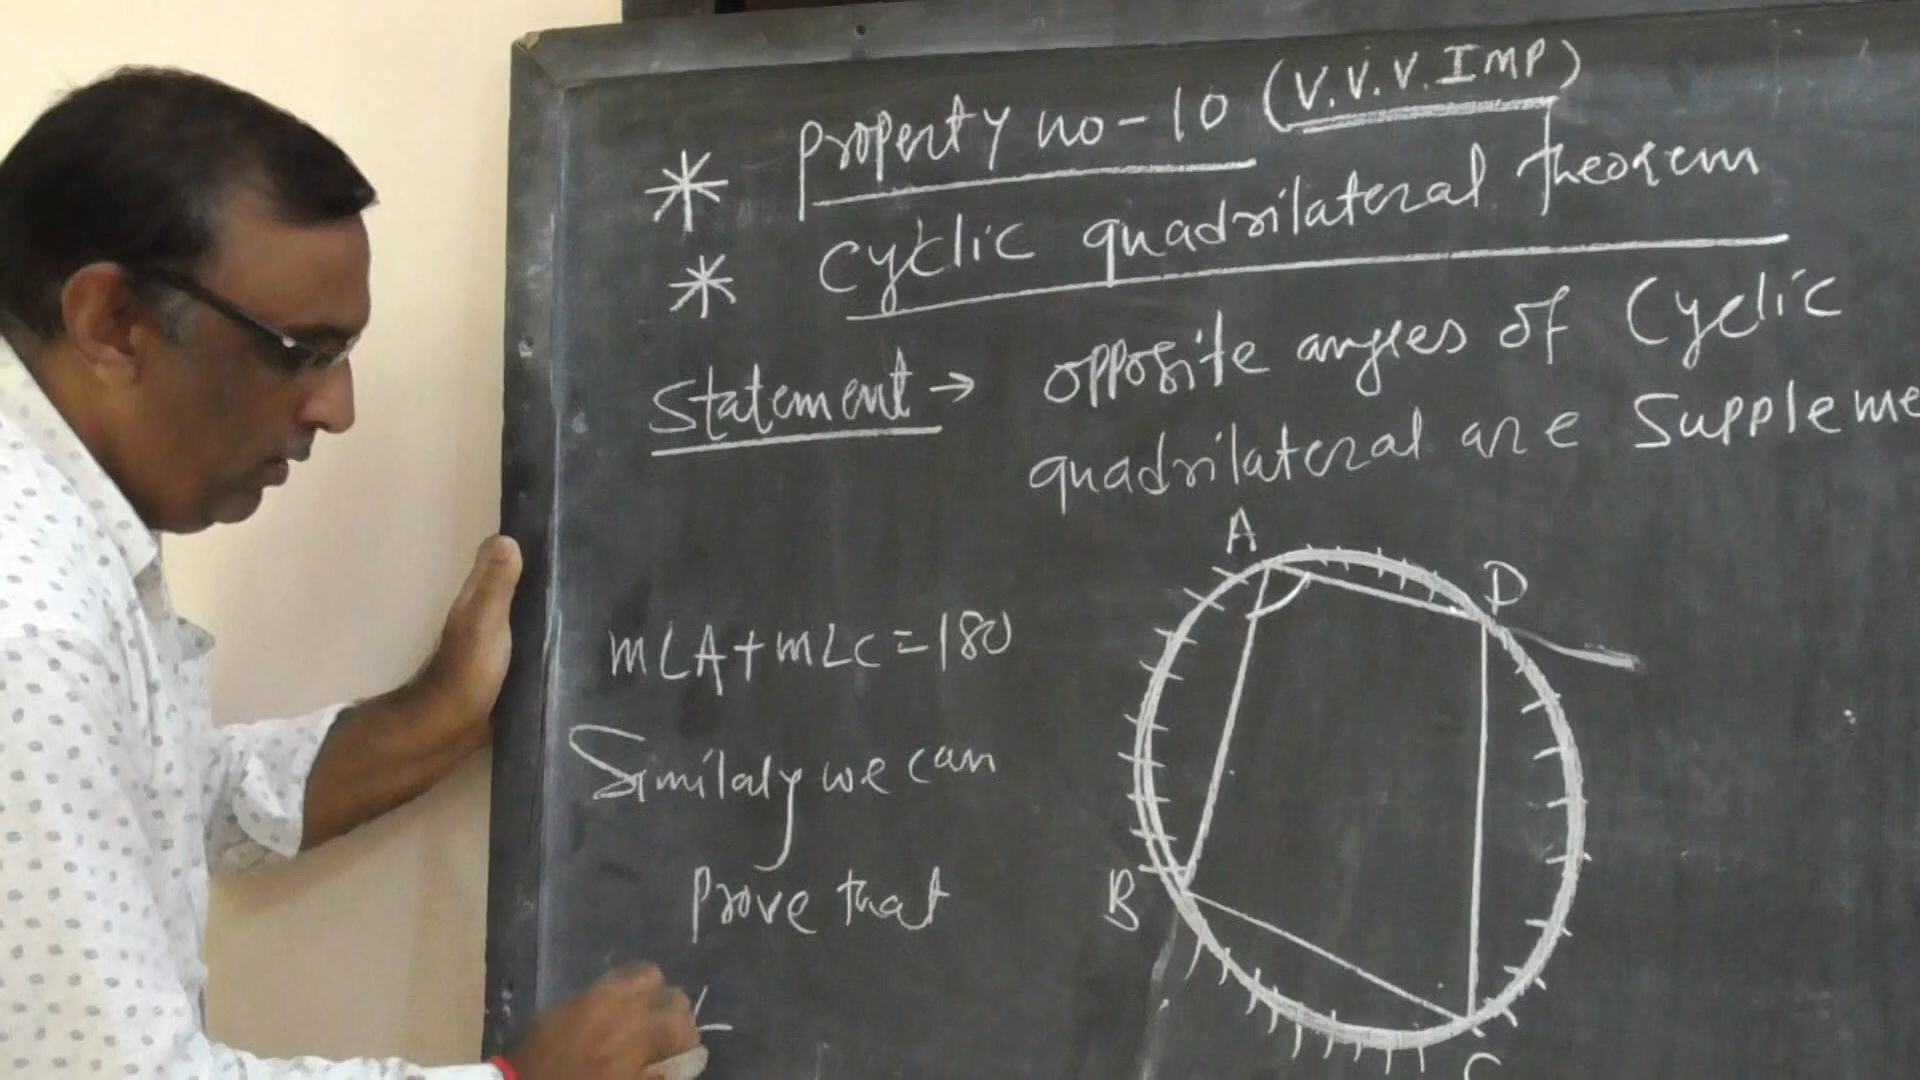 * Property no - 10 (V.V.V. IMP)
* Cyclic quadrilateral theorem
Statement → opposite angles of Cyclic
quadrilateral are Suppleme
A
D
m∠A+m∠C=180
Similaly we can
B
Prove that
∠
C